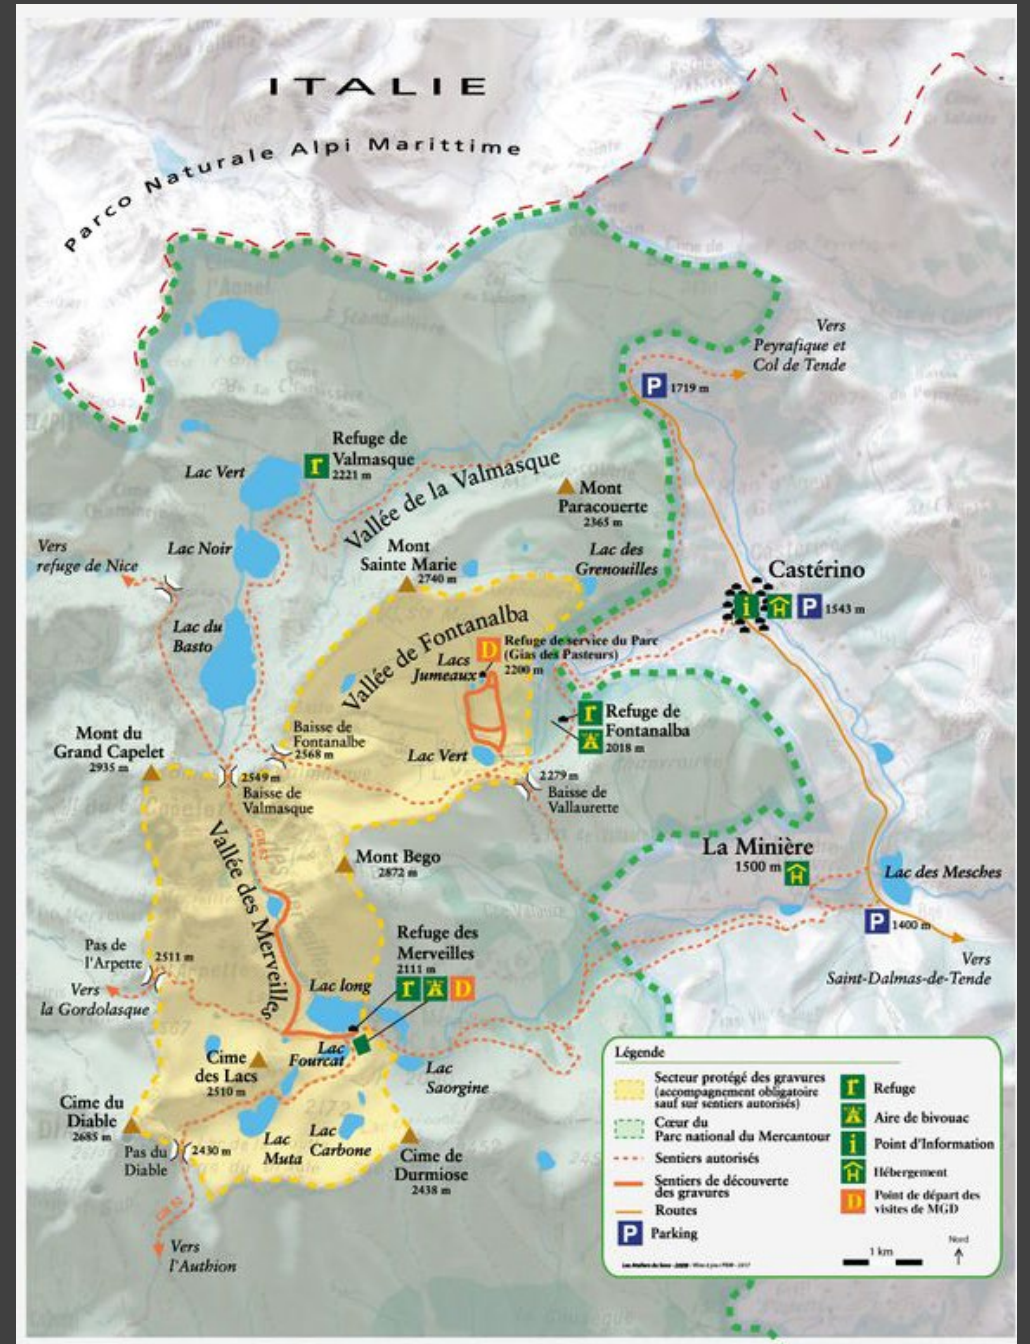 ITALIE
Parco Naturale Alpi Marittime
Vers
Peyrafique et
Col de Tende
P 1719 m
Refuge de
Valmasque
2221 m
r
Lac Vert
Vallée de la Valmasque
Mont
Paracouerte
2365 m
Vers
refuge de Nice
Lac Noir
Mont
Sainte Marie
2740 m
Lac des
Grenouilles
Castérino
i H P 1543 m
Lac du
Basto
Vallée de Fontanalba
D
Refuge de service du Parc
(Gias des Pasteurs)
2200 m
Lacs
Jumeaux
r
Refuge de
Fontanalba
2018 m
Mont du
Grand Capelet
2935 m
Baisse de
Fontanalbe
2568 m
Lac Vert
2549 m
Baisse de
Valmasque
2279 m
Baisse de
Vallaurette
Vallée des Merveilles
Mont Bego
2872 m
La Minière
1500 m H
Lac des Mesches
P 1400 m
Vers
Saint-Dalmas-de-Tende
Pas de
l'Arpette
2511 m
Vers
la Gordolasque
Refuge des
Merveilles
2111 m
r D
Lac long
Lac
Fourcat
Cime
des Lacs
2510 m
Lac
Saorgine
Cime du
Diable
2685 m
Pas du
Diable
2430 m
Lac
Muta
Lac
Carbone
Cime de
Durmiose
2438 m
GR 52
Vers
l'Authion
Légende
Secteur protégé des gravures
(accompagnement obligatoire
sauf sur sentiers autorisés)
Cœur du
Parc national du Mercantour
Sentiers autorisés
Sentiers de découverte
des gravures
Routes
P Parking
r Refuge
Aire de bivouac
i Point d'Information
H Hébergement
D Point de départ des
visites de MGD
1 km
Nord